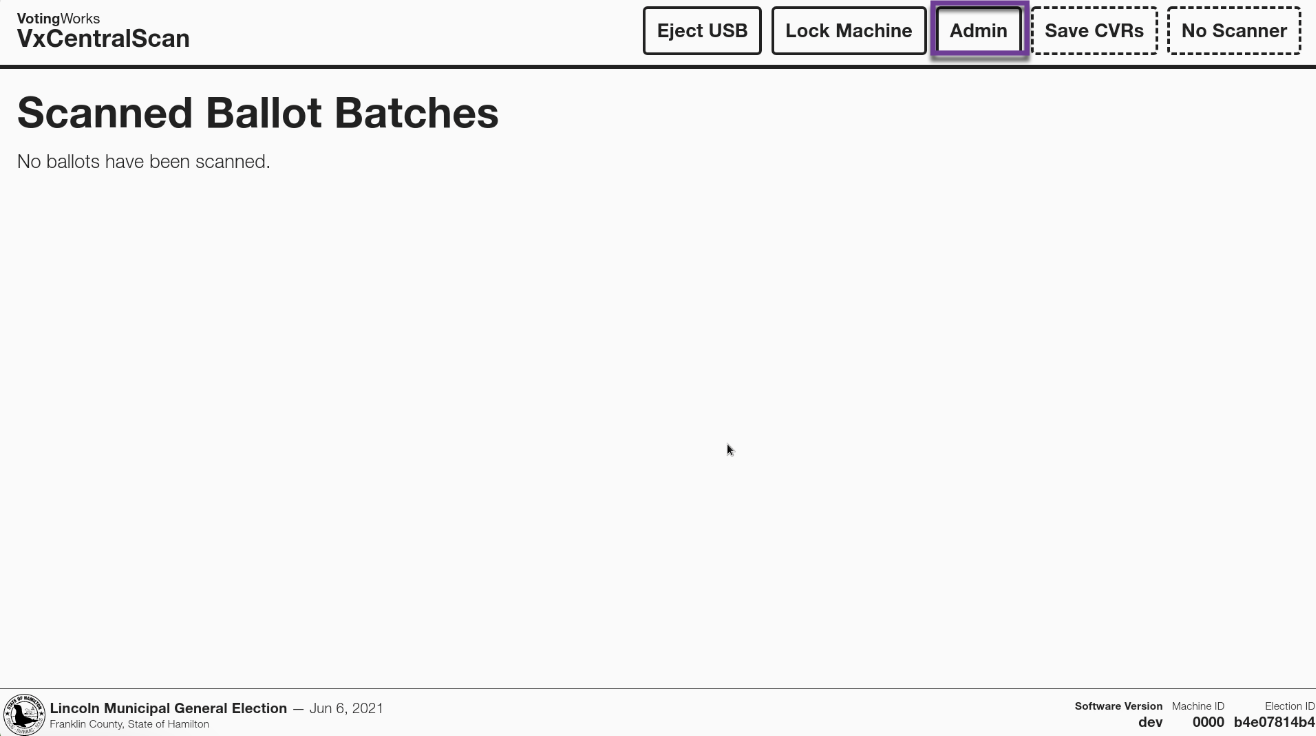 VotingWorks
VxCentralScan
Eject USB
Lock Machine
Admin
Save CVRs
No Scanner
Scanned Ballot Batches
No ballots have been scanned.
Lincoln Municipal General Election — Jun 6, 2021
Franklin County, State of Hamilton
Software Version
dev
Machine ID
0000
Election ID
b4e07814b4